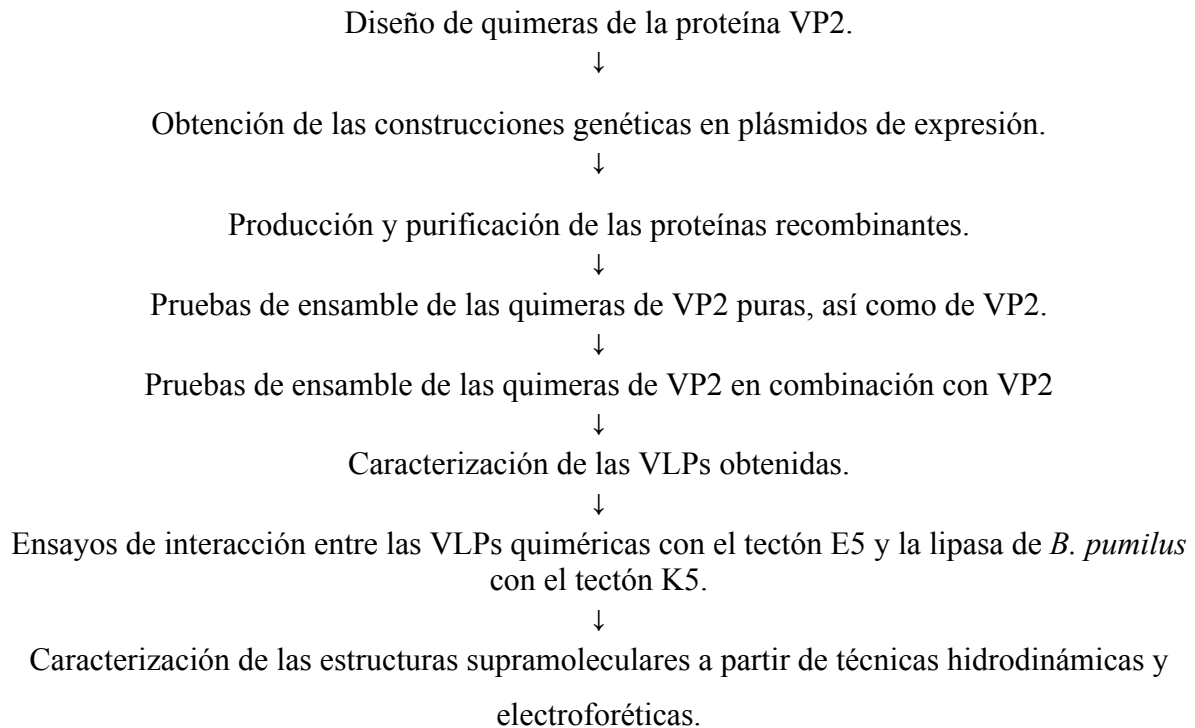 Diseño de quimeras de la proteína VP2.
↓
Obtención de las construcciones genéticas en plásmidos de expresión.
↓
Producción y purificación de las proteínas recombinantes.
↓
Pruebas de ensamble de las quimeras de VP2 puras, así como de VP2.
↓
Pruebas de ensamble de las quimeras de VP2 en combinación con VP2
↓
Caracterización de las VLPs obtenidas.
↓
Ensayos de interacción entre las VLPs quiméricas con el tectón E5 y la lipasa de B. pumilus
con el tectón K5.
↓
Caracterización de las estructuras supramoleculares a partir de técnicas hidrodinámicas y
electroforéticas.